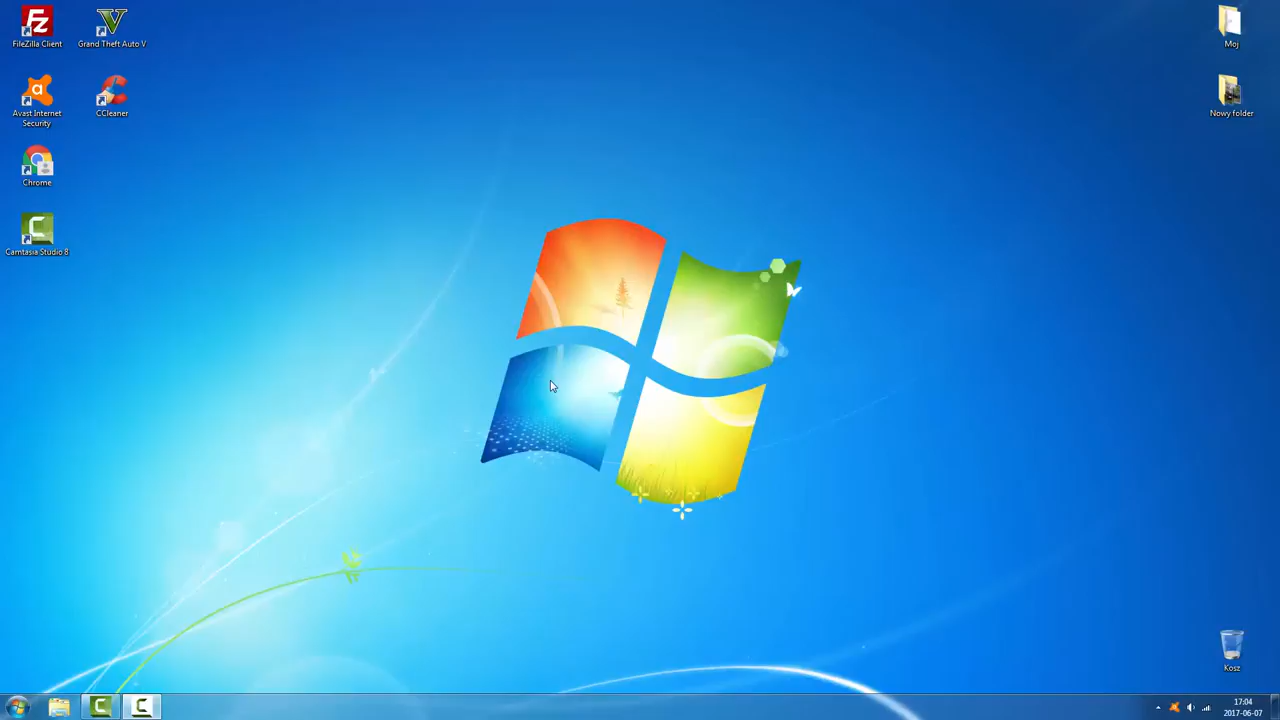 FileZilla Client
Grand Theft Auto V
Moj
Avast Internet
Security
CCleaner
Nowy folder
Chrome
Camtasia Studio 8
Kosz
17:04
2017-06-07